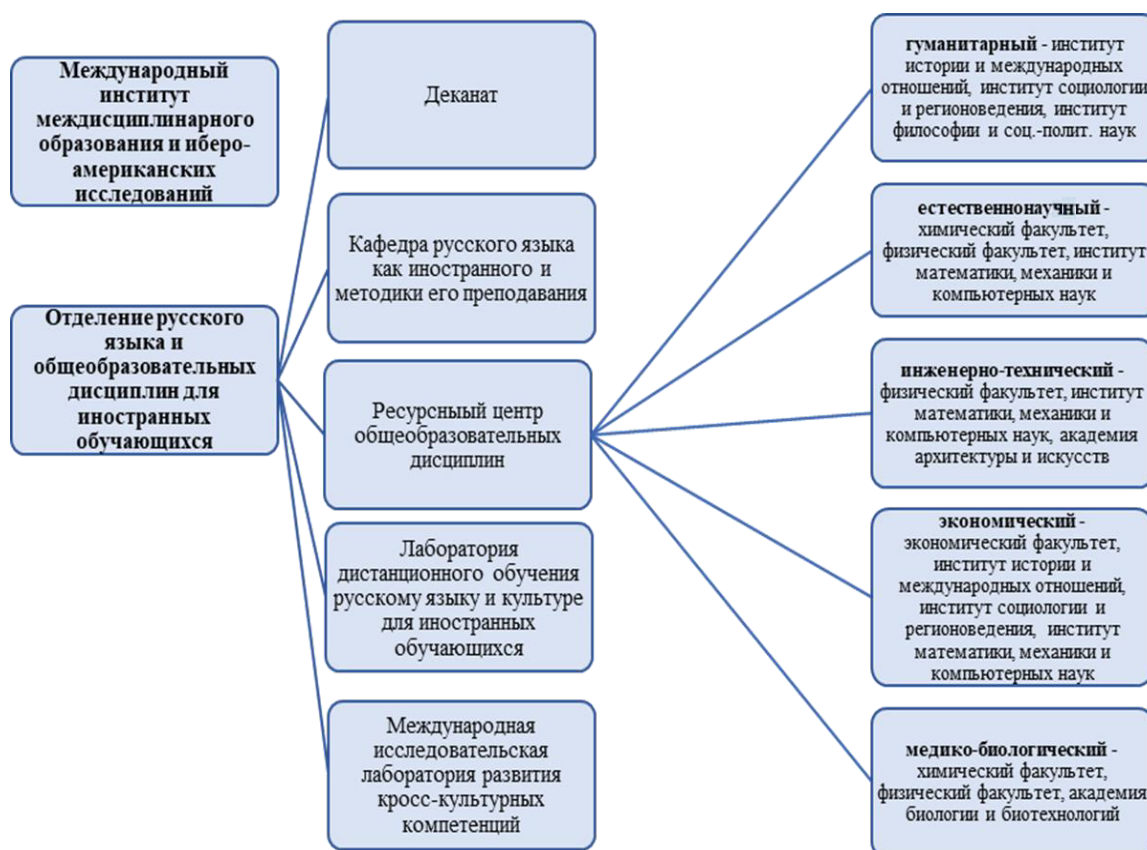 Международный
институт
междисциплинарного
образования и иберо-
американских
исследований
Отделение русского
языка и
общеобразовательных
дисциплин для
иностранных
обучающихся
Деканат
Кафедра русского языка
как иностранного и
методики его преподавания
Ресурсныый центр
общеобразовательных
дисциплин
Лаборатория
дистанционного обучения
русскому языку и культуре
для иностранных
обучающихся
Международная
исследовательская
лаборатория развития
кросс-культурных
компетенций
гуманитарный - институт
истории и международных
отношений, институт социологии
и регионоведения, институт
философии и соц.-полит. наук
естественнонаучный -
химический факультет,
физический факультет, институт
математики, механики и
компьютерных наук
инженерно-технический -
физический факультет, институт
математики, механики и
компьютерных наук, академия
архитектуры и искусств
экономический -
экономический факультет,
институт истории и
международных отношений,
институт социологии и
регионоведения, институт
математики, механики и
компьютерных наук
медико-биологический -
химический факультет,
физический факультет, академия
биологии и биотехнологий